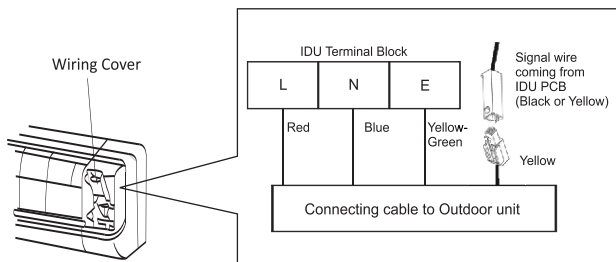 Wiring Cover
IDU Terminal Block
L N E
Red
Blue
Yellow-
Green
Signal wire
coming from
IDU PCB
(Black or Yellow)
Yellow
Connecting cable to Outdoor unit